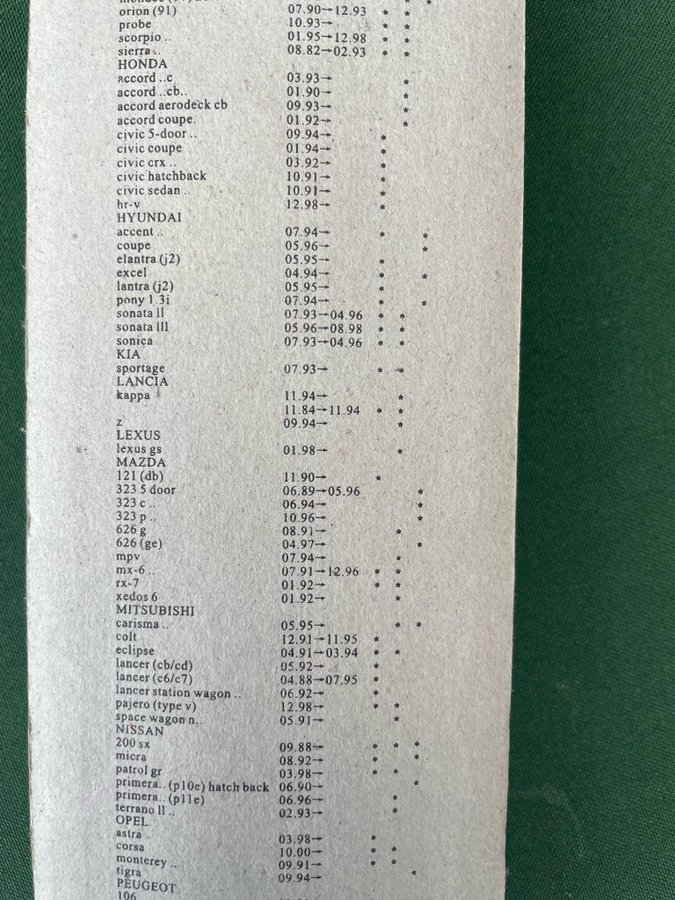 orion (91) 07.90→12.93 * *
probe 10.93→ * *
scorpio .. 01.95→12.98 * *
sierra .. 08.82→02.93 * *
HONDA
accord ..c 03.93→ *
accord ..cb.. 01.90→ *
accord aerodeck cb 09.93→ *
accord coupe. 01.92→ *
civic 5-door .. 09.94→ *
civic coupe 01.94→ *
civic crx .. 03.92→ *
civic hatchback 10.91→ *
civic sedan .. 10.91→ *
hr-v 12.98→ *
HYUNDAI
accent .. 07.94→ * *
coupe 05.96→ *
elantra (j2) 05.95→ *
excel 04.94→ * *
lantra (j2) 05.95→ *
pony 1.3i 07.94→ * *
sonata ll 07.93→04.96 * *
sonata lll 05.96→08.98 * *
sonica 07.93→04.96 * *
KIA
sportage 07.93→ * *
LANCIA
kappa 11.94→ *
11.84→11.94 * *
z 09.94→ *
LEXUS
lexus gs 01.98→ *
MAZDA
121 (db) 11.90→ *
323 5 door 06.89→05.96 *
323 c .. 06.94→ *
323 p .. 10.96→ *
626 g 08.91→ *
626 (ge) 04.97→ *
mpv 07.94→ *
mx-6 .. 07.91→12.96 * *
rx-7 01.92→ * *
xedos 6 01.92→ *
MITSUBISHI
carisma .. 05.95→ * *
colt 12.91→11.95 *
eclipse 04.91→03.94 * *
lancer (cb/cd) 05.92→ *
lancer (c6/c7) 04.88→07.95 *
lancer station wagon .. 06.92→ *
pajero (type v) 12.98→ * *
space wagon n.. 05.91→ *
NISSAN
200 sx 09.88→ * * *
micra 08.92→ * *
patrol gr 03.98→ * *
primera.. (p10e) hatch back 06.90→ *
primera.. (p11e) 06.96→ *
terrano ll .. 02.93→ *
OPEL
astra 03.98→ *
corsa 10.00→ * *
monterey .. 09.91→ * *
tigra 09.94→ *
PEUGEOT
106